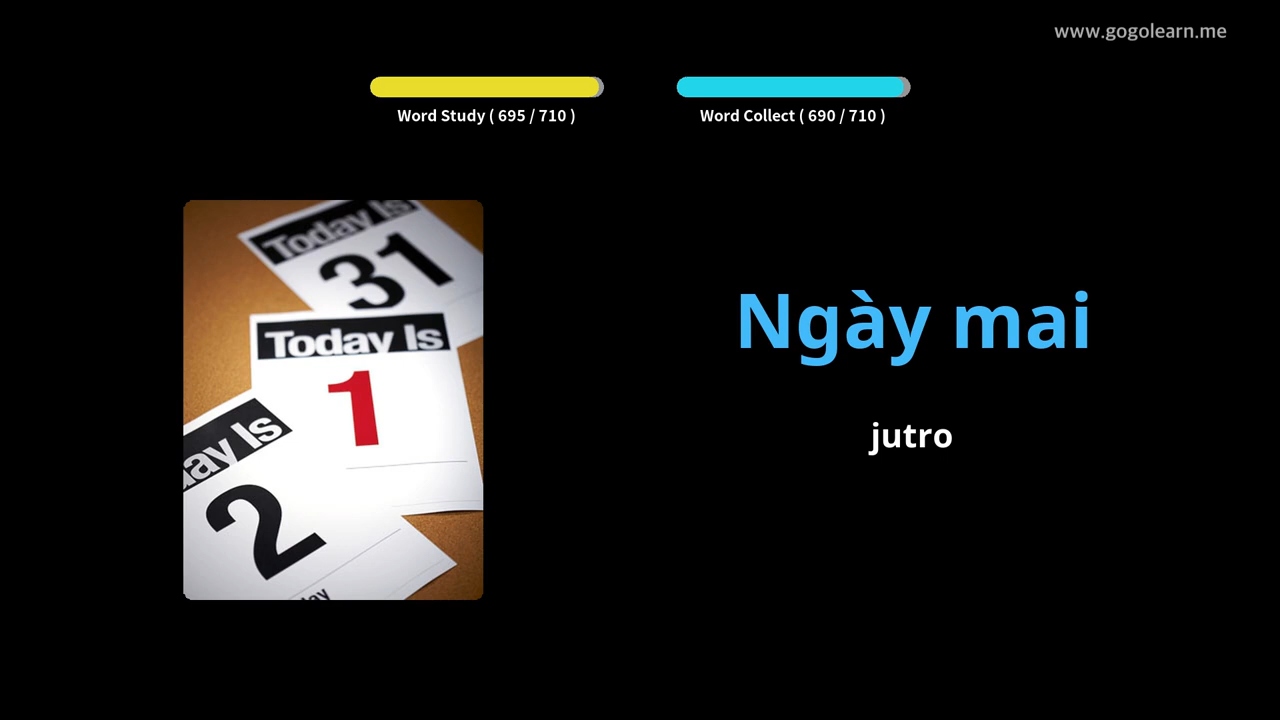 www.gogolearn.me
Word Study ( 695 / 710 )
Word Collect ( 690 / 710 )
Today Is
31
Today Is
1
day Is
2
Ngày mai
jutro